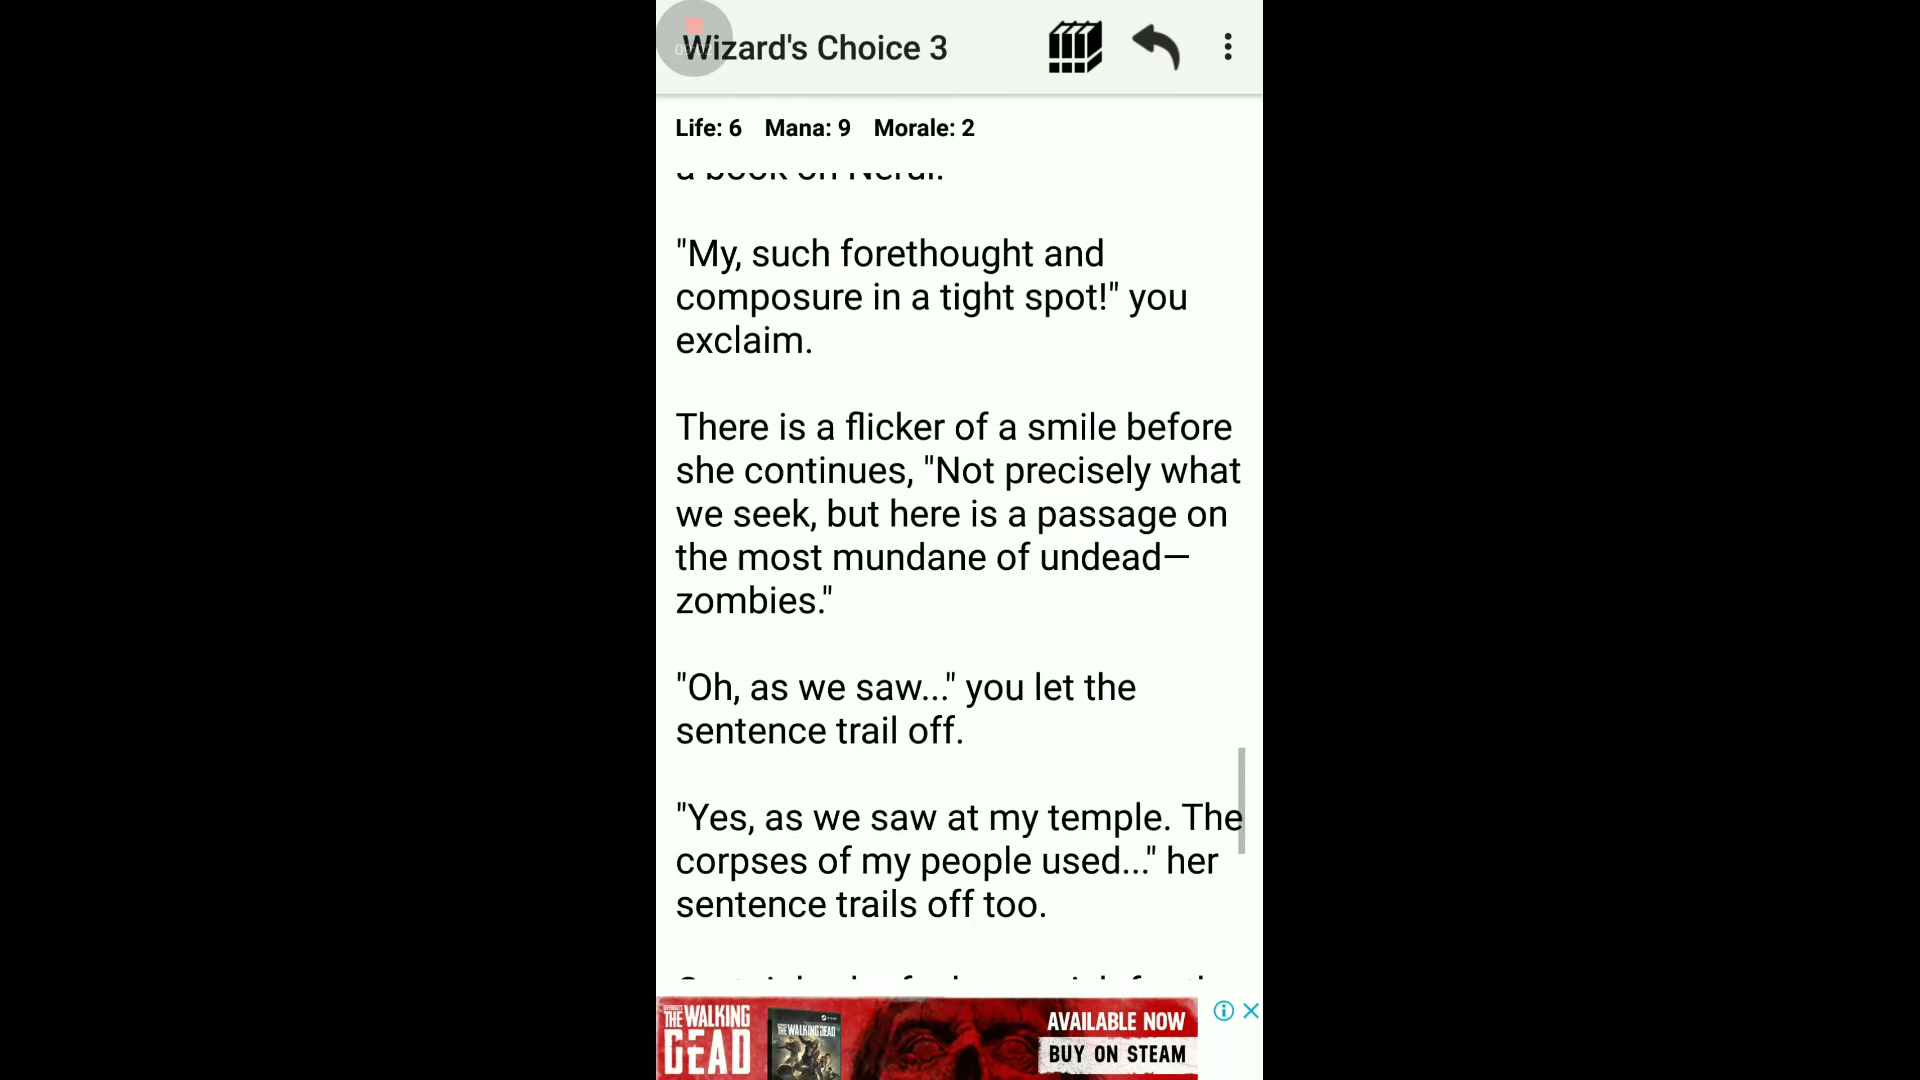 Wizard's Choice 3
Life: 6 Mana: 9 Morale: 2
"My, such forethought and
composure in a tight spot!" you
exclaim.
There is a flicker of a smile before
she continues, "Not precisely what
we seek, but here is a passage on
the most mundane of undead—
zombies."
"Oh, as we saw..." you let the
sentence trail off.
"Yes, as we saw at my temple. The
corpses of my people used..." her
sentence trails off too.
THE WALKING
DEAD
THE WALKING DEAD
AVAILABLE NOW
BUY ON STEAM